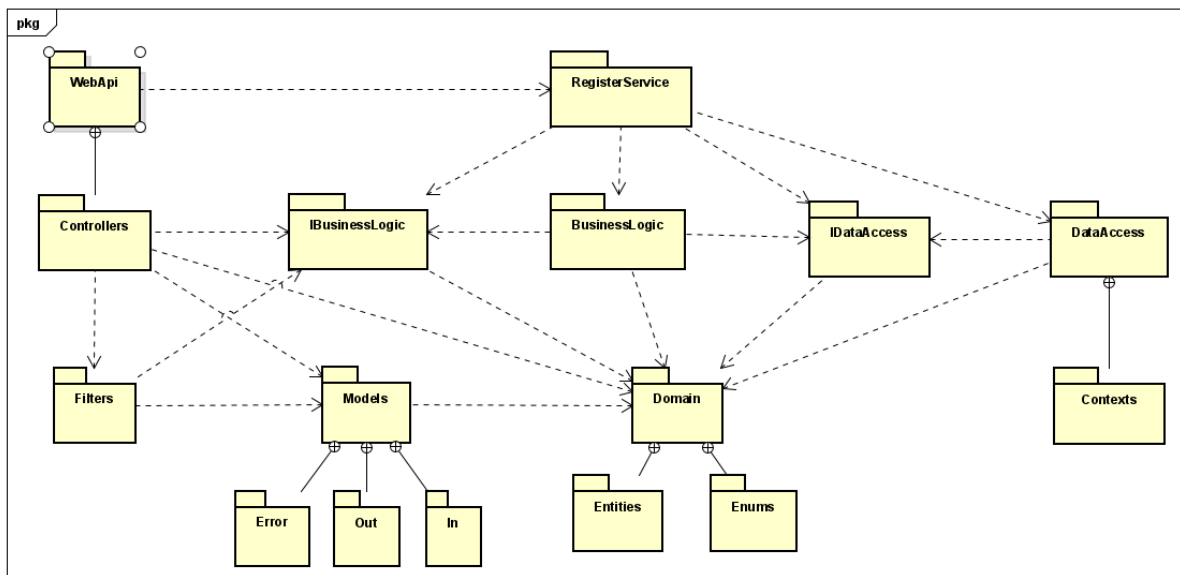 pkg
WebApi
RegisterService
Controllers
IBusinessLogic
BusinessLogic
IDataAccess
DataAccess
Filters
Models
Domain
Contexts
Error
Out
In
Entities
Enums